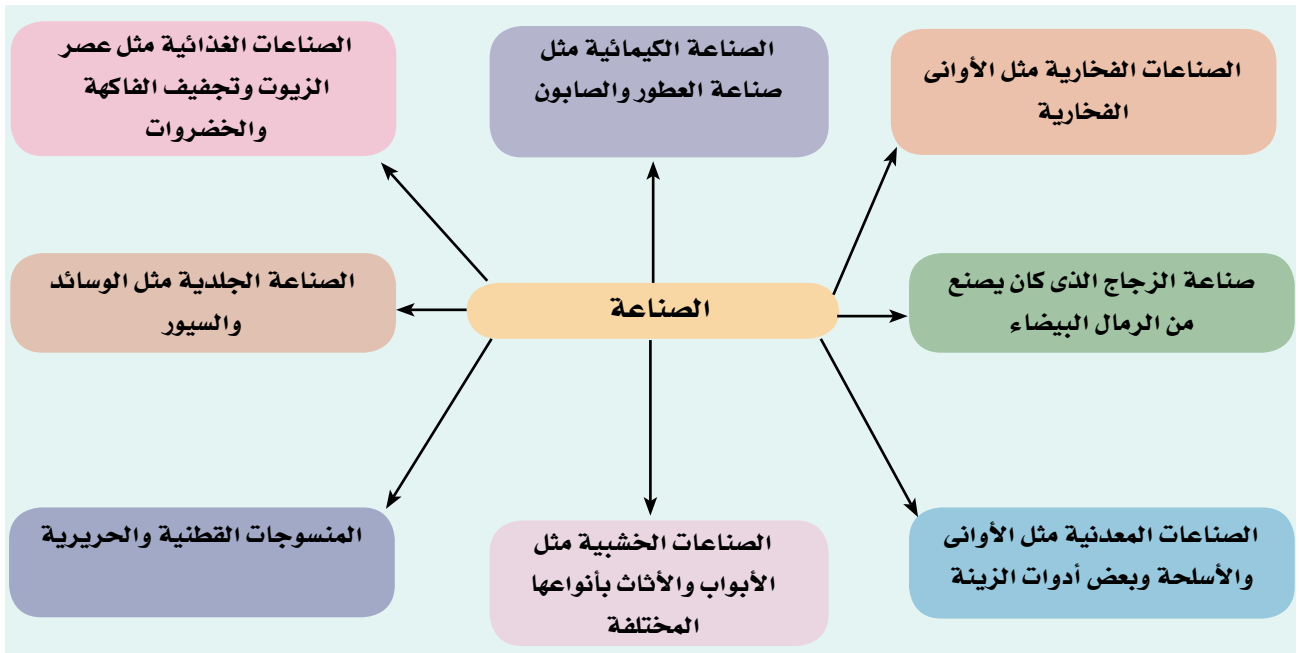 الصناعات الفخارية مثل الأوانى
الفخارية
الصناعة الكيمائية مثل
صناعة العطور والصابون
الصناعات الغذائية مثل عصر
الزيوت وتجفيف الفاكهة
والخضروات
صناعة الزجاج الذى كان يصنع
من الرمال البيضاء
الصناعة
الصناعة الجلدية مثل الوسائد
والسيور
الصناعات المعدنية مثل الأوانى
والأسلحة وبعض أدوات الزينة
الصناعات الخشبية مثل
الأبواب والأثاث بأنواعها
المختلفة
المنسوجات القطنية والحريرية